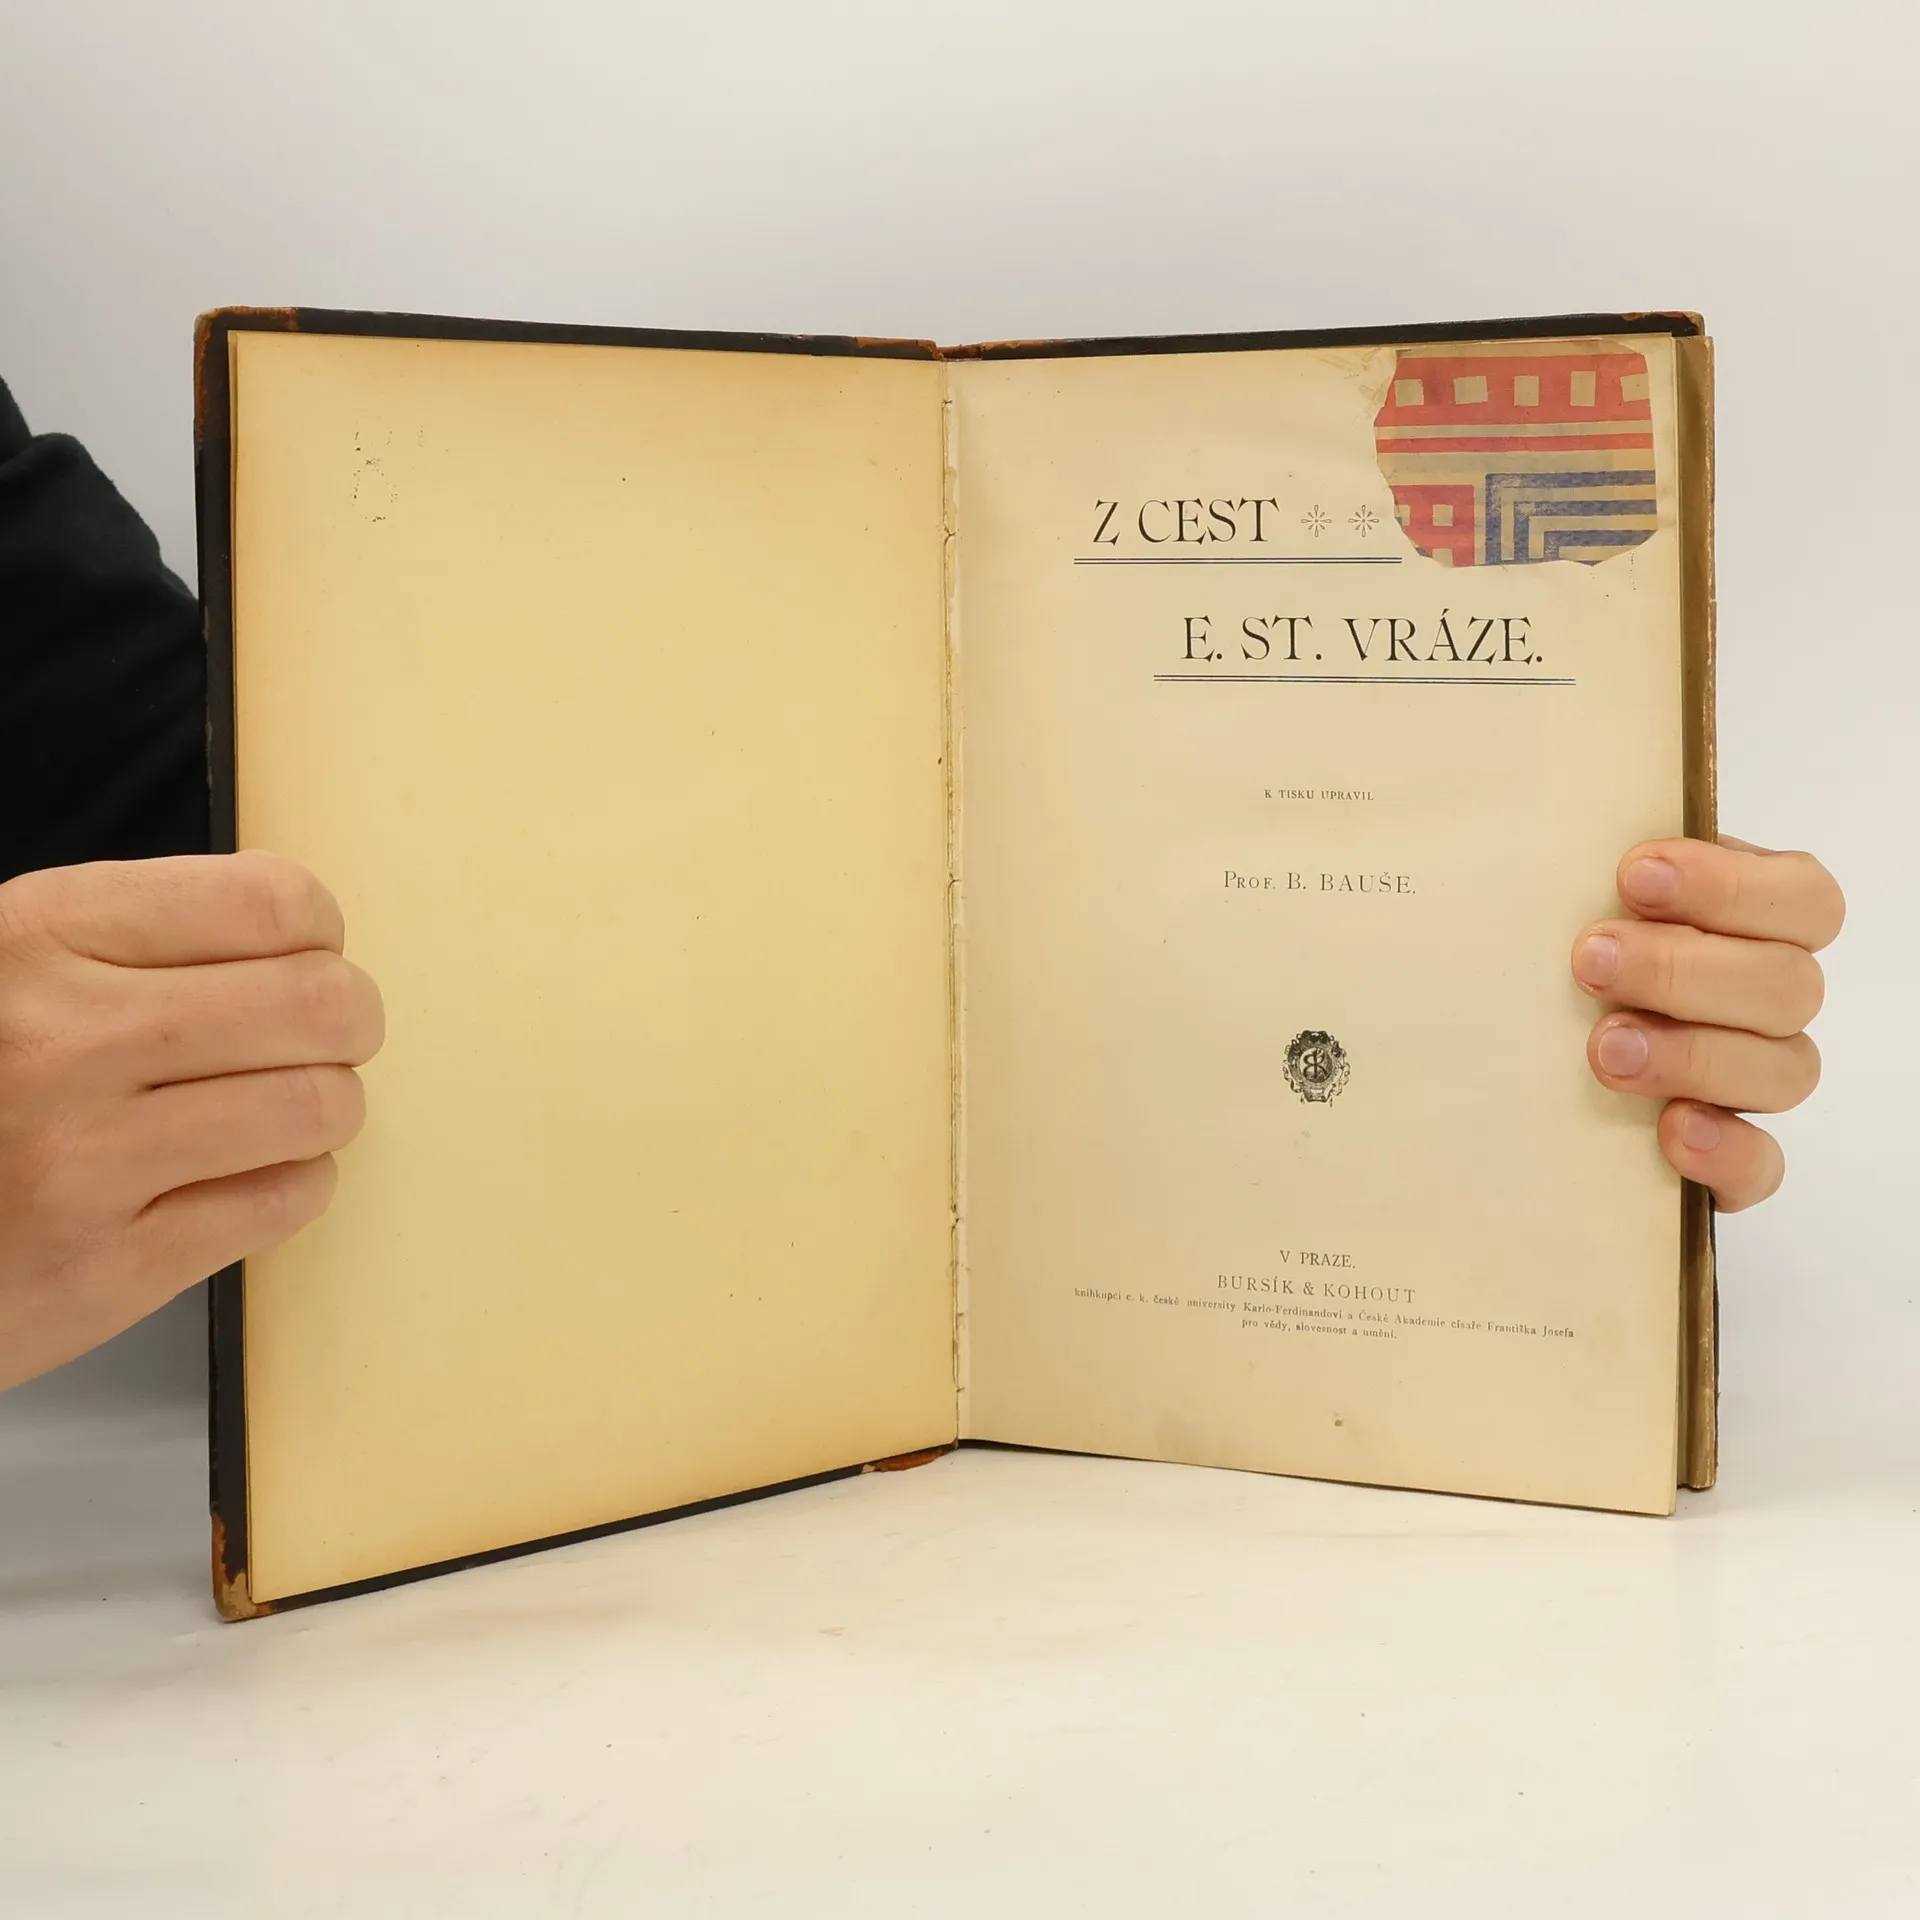 Z CEST
E. ST. VRÁZE.
K TISKU UPRAVIL
PROF. B. BAUŠE.
V PRAZE.
BURSÍK & KOHOUT
knihkupci c. k. české university Karlo-Ferdinandovi a České Akademie císaře Františka Josefa
pro vědy, slovesnost a umění.